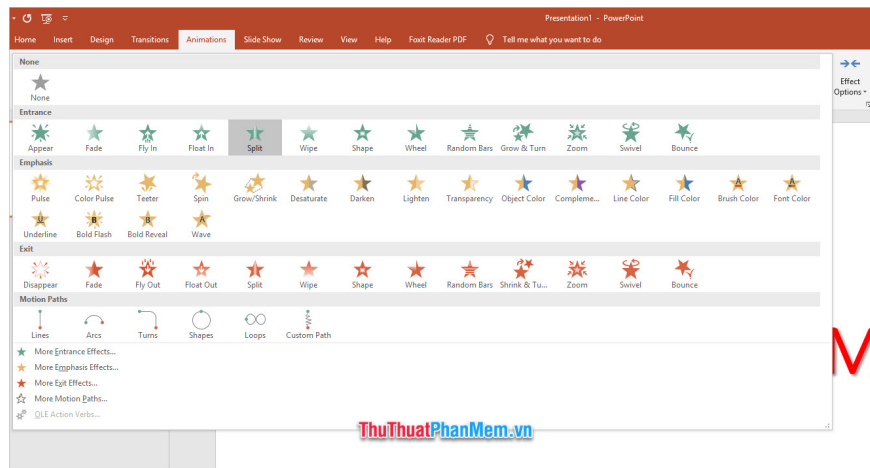 Presentation1 - PowerPoint
Home Insert Design Transitions Animations Slide Show Review View Help Foxit Reader PDF Tell me what you want to do
None
None
Effect
Options
Entrance
Appear Fade Fly In Float In Split Wipe Shape Wheel Random Bars Grow & Turn Zoom Swivel Bounce
Emphasis
Pulse Color Pulse Teeter Spin Grow/Shrink Desaturate Darken Lighten Transparency Object Color Compleme... Line Color Fill Color Brush Color Font Color
Underline Bold Flash Bold Reveal Wave
Exit
Disappear Fade Fly Out Float Out Split Wipe Shape Wheel Random Bars Shrink & Tu... Zoom Swivel Bounce
Motion Paths
Lines Arcs Turns Shapes Loops Custom Path
More Entrance Effects...
More Emphasis Effects...
More Exit Effects...
More Motion Paths...
OLE Action Verbs...
M
ThuThuatPhanMem.vn